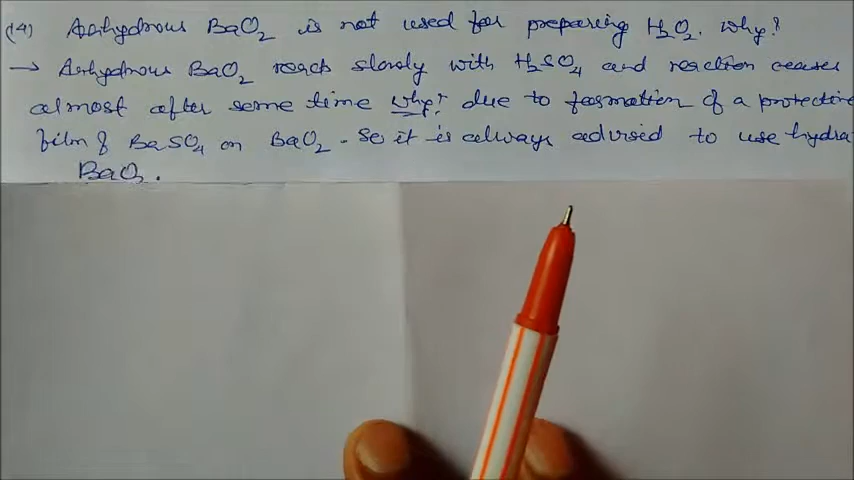 (14) Anhydrous BaO2 is not used for preparing H2O2. Why?
→ Anhydrous BaO2 reacts slowly with H2SO4 and reaction ceases
almost after some time why? due to formation of a protective
film of BaSO4 on BaO2. So it is always advised to use hydra
BaO2.